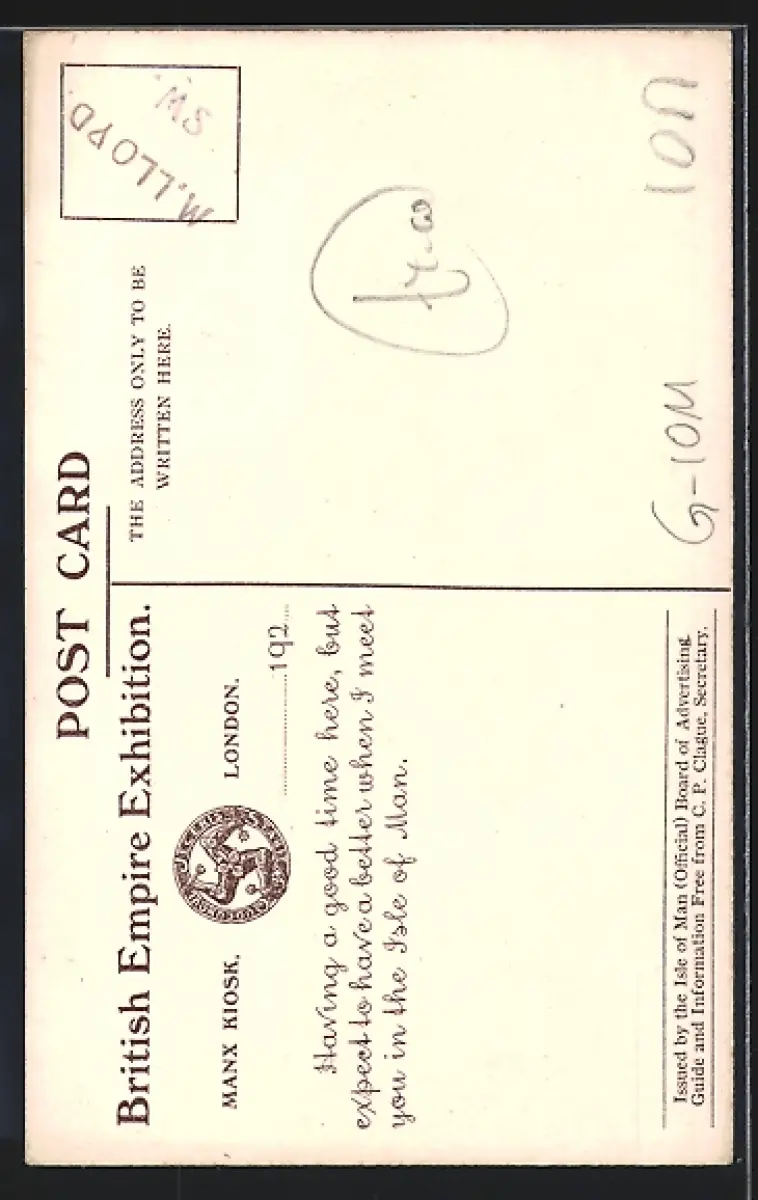 POST CARD
British Empire Exhibition.
MANX KIOSK. LONDON.
192
Having a good time here, but
expect to have a better when I meet
you in the Isle of Man.
Issued by the Isle of Man (Official) Board of Advertising
Guide and Information Free from C. P. Clague, Secretary.
THE ADDRESS ONLY TO BE
WRITTEN HERE.
W. LLOYD.
SW.
G-IOM
IOM